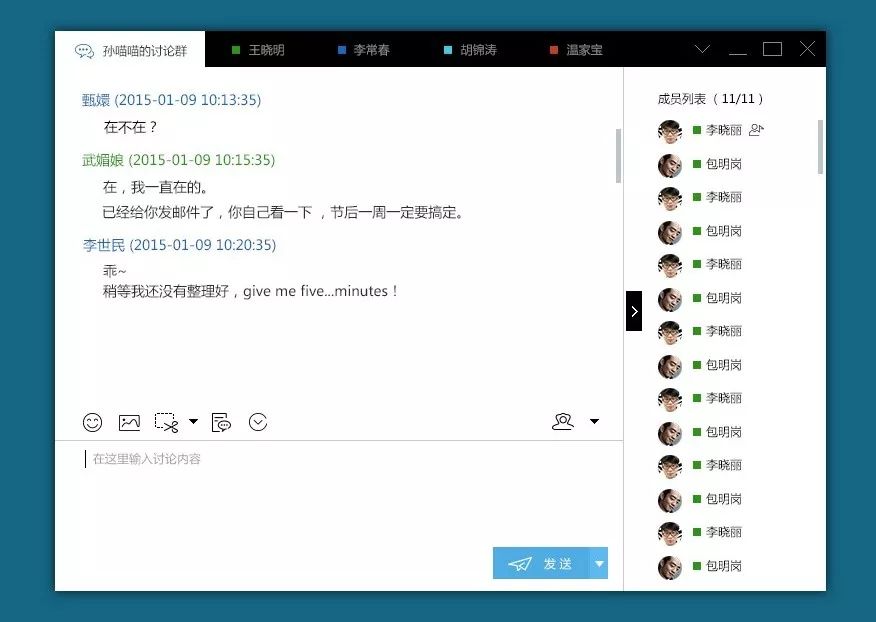 孙喵喵的讨论群
王晓明
李常春
胡锦涛
温家宝
甄嬛 (2015-01-09 10:13:35)
在不在？
武媚娘 (2015-01-09 10:15:35)
在，我一直在的。
已经给你发邮件了，你自己看一下 ，节后一周一定要搞定。
李世民 (2015-01-09 10:20:35)
乖~
稍等我还没有整理好，give me five...minutes！
在这里输入讨论内容
发送
成员列表（ 11/11 ）
李晓丽
包明岗
李晓丽
包明岗
李晓丽
包明岗
李晓丽
包明岗
李晓丽
包明岗
李晓丽
包明岗
李晓丽
包明岗